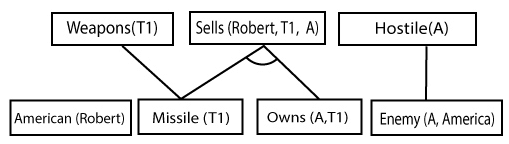 Weapons(T1)
Sells (Robert, T1, A)
Hostile(A)
American (Robert)
Missile (T1)
Owns (A,T1)
Enemy (A, America)